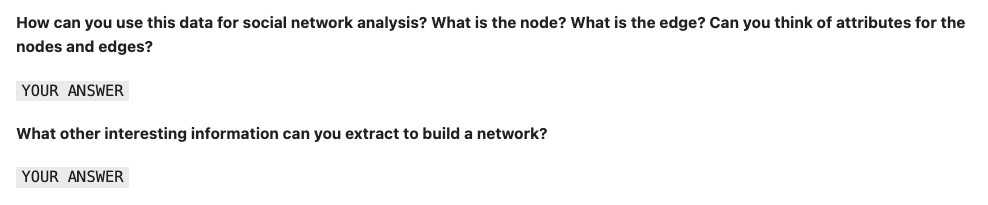 How can you use this data for social network analysis? What is the node? What is the edge? Can you think of attributes for the
nodes and edges?
YOUR ANSWER
What other interesting information can you extract to build a network?
YOUR ANSWER